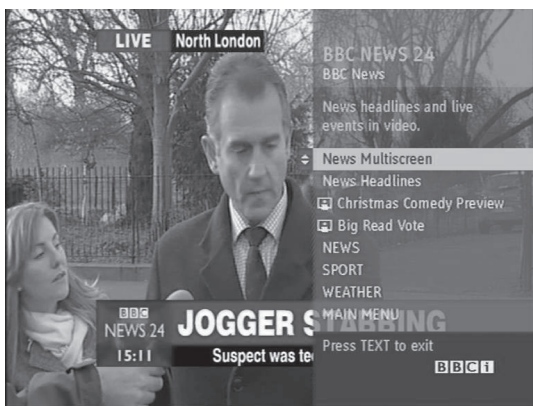 LIVE North London
BBC NEWS 24
BBC News
News headlines and live
events in video.
News Multiscreen
News Headlines
Christmas Comedy Preview
Big Read Vote
NEWS
SPORT
WEATHER
MAIN MENU
BBC
NEWS 24
JOGGER STABBING
15:11
Suspect was
Press TEXT to exit
BBCi